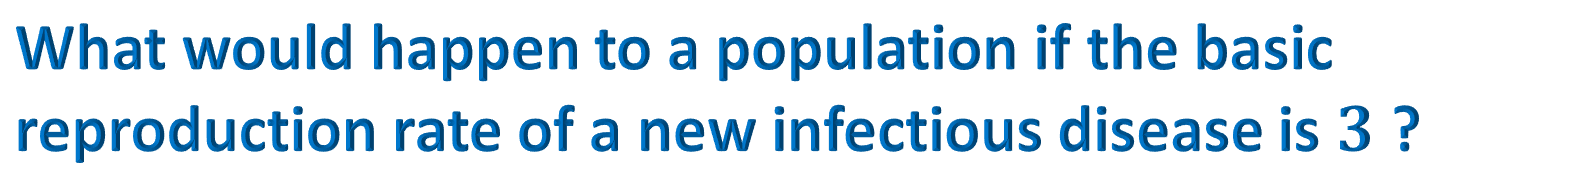 What would happen to a population if the basic
reproduction rate of a new infectious disease is 3 ?